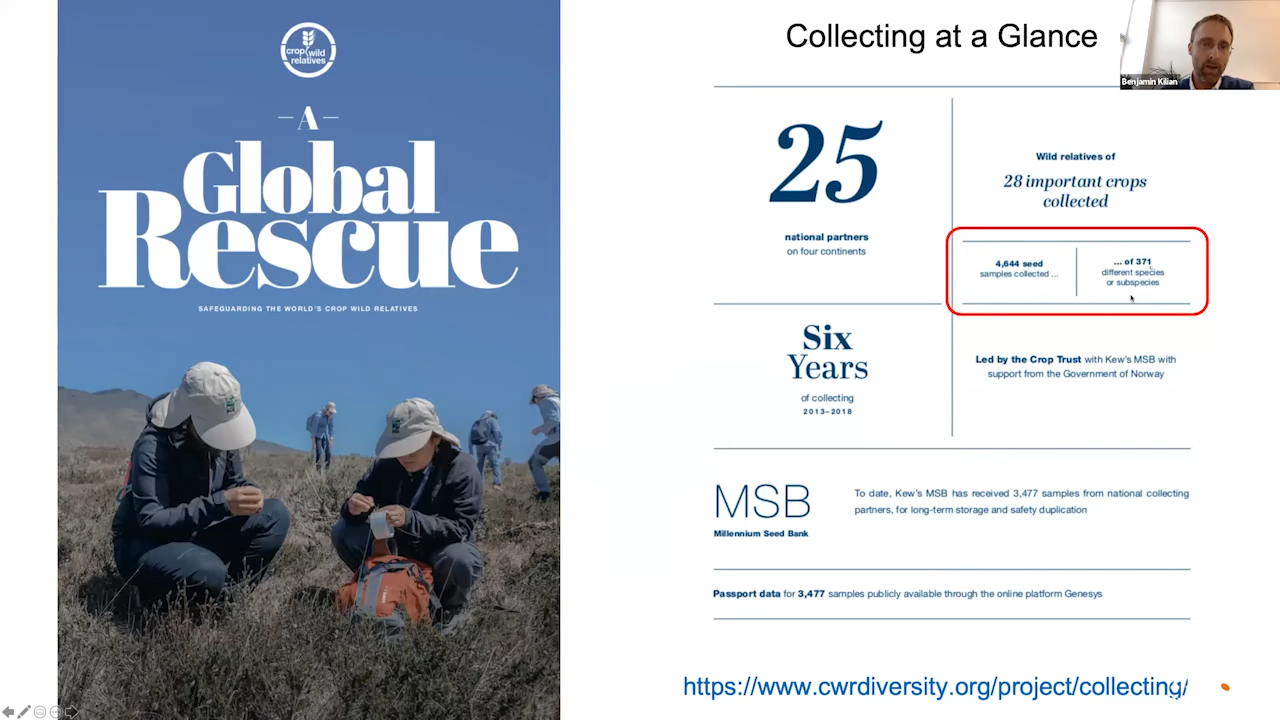 crop wild
relatives
A
Global
Rescue
SAFEGUARDING THE WORLD'S CROP WILD RELATIVES
Collecting at a Glance
Benjamin Kilian
25
national partners
on four continents
Wild relatives of
28 important crops
collected
4,644 seed
samples collected ...
... of 371
different species
or subspecies
Six
Years
of collecting
2013–2018
Led by the Crop Trust with Kew's MSB with
support from the Government of Norway
MSB
Millennium Seed Bank
To date, Kew's MSB has received 3,477 samples from national collecting
partners, for long-term storage and safety duplication
Passport data for 3,477 samples publicly available through the online platform Genesys
https://www.cwrdiversity.org/project/collecting/